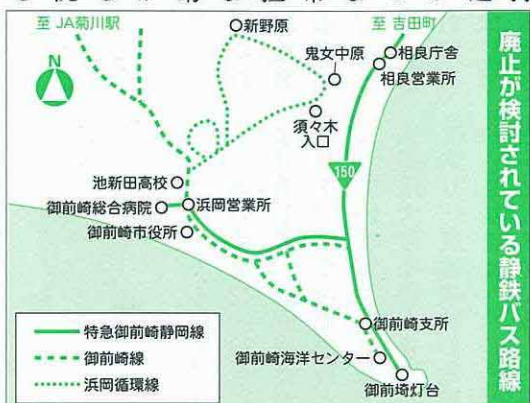 至 JA菊川駅
至 吉田町
新野原
鬼女中原
相良庁舎
相良営業所
N
須々木
入口
150
池新田高校
御前崎総合病院
浜岡営業所
御前崎市役所
御前崎支所
御前崎海洋センター
御前埼灯台
特急御前崎静岡線
御前崎線
浜岡循環線
廃止が検討されている静鉄バス路線